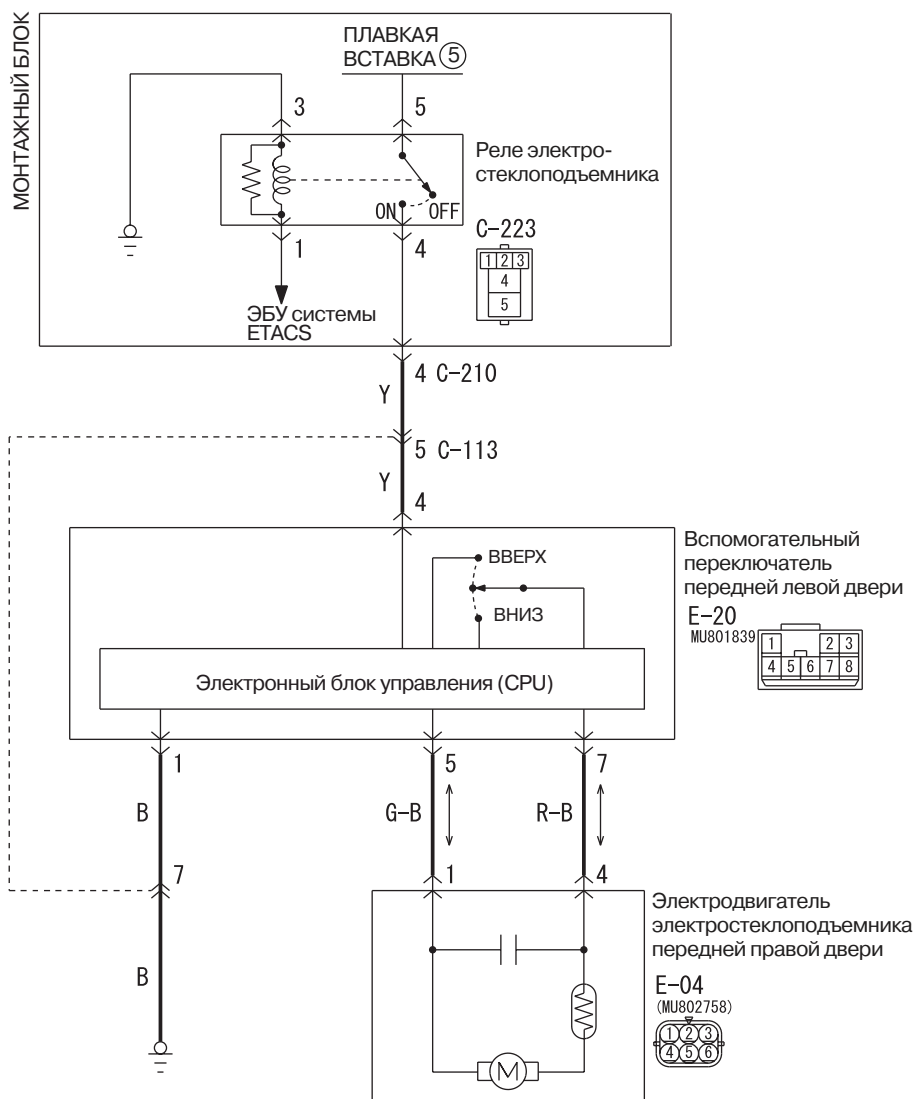 МОНТАЖНЫЙ БЛОК
ПЛАВКАЯ
ВСТАВКА ⑤
3
5
Реле электро-
стеклоподъемника
ON
OFF
C-223
1 2 3
4
5
1
4
ЭБУ системы
ETACS
4 C-210
Y
5 C-113
Y
4
Вспомогательный
переключатель
передней левой двери
E-20
MU801839
1 2 3
4 5 6 7 8
ВВЕРХ
ВНИЗ
Электронный блок управления (CPU)
1
5
7
B
G-B
R-B
7
1
4
Электродвигатель
электростеклоподъемника
передней правой двери
E-04
(MU802758)
1 2 3
4 5 6
B
M